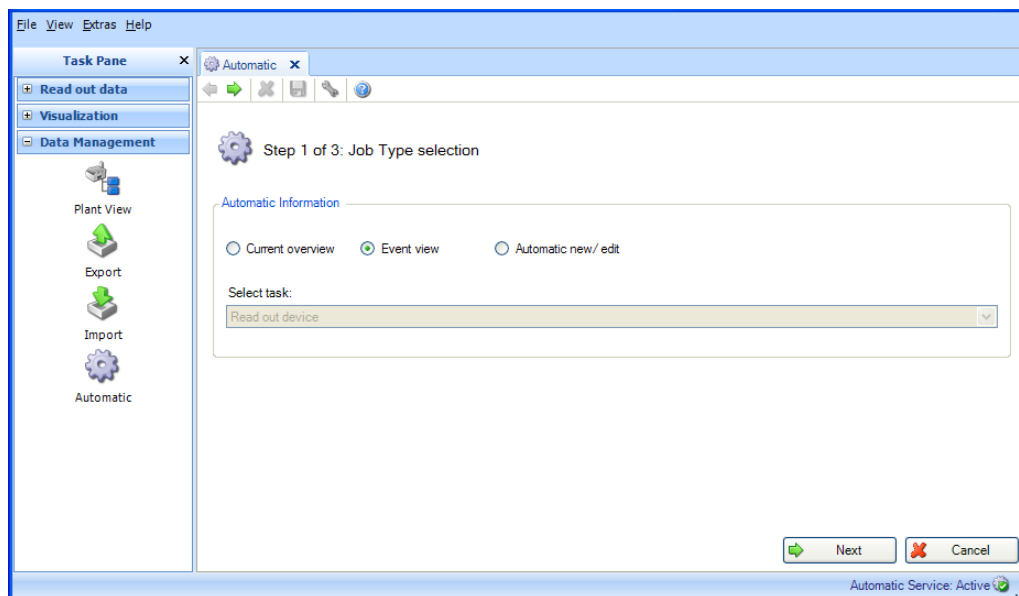 File View Extras Help
Task Pane
Automatic
Read out data
Visualization
Data Management
Plant View
Export
Import
Automatic
Step 1 of 3: Job Type selection
Automatic Information
Current overview Event view Automatic new/ edit
Select task:
Read out device
Next Cancel
Automatic Service: Active